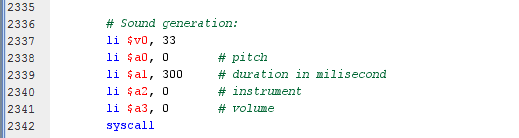 2335
2336 # Sound generation:
2337 li $v0, 33
2338 li $a0, 0 # pitch
2339 li $a1, 300 # duration in milisecond
2340 li $a2, 0 # instrument
2341 li $a3, 0 # volume
2342 syscall